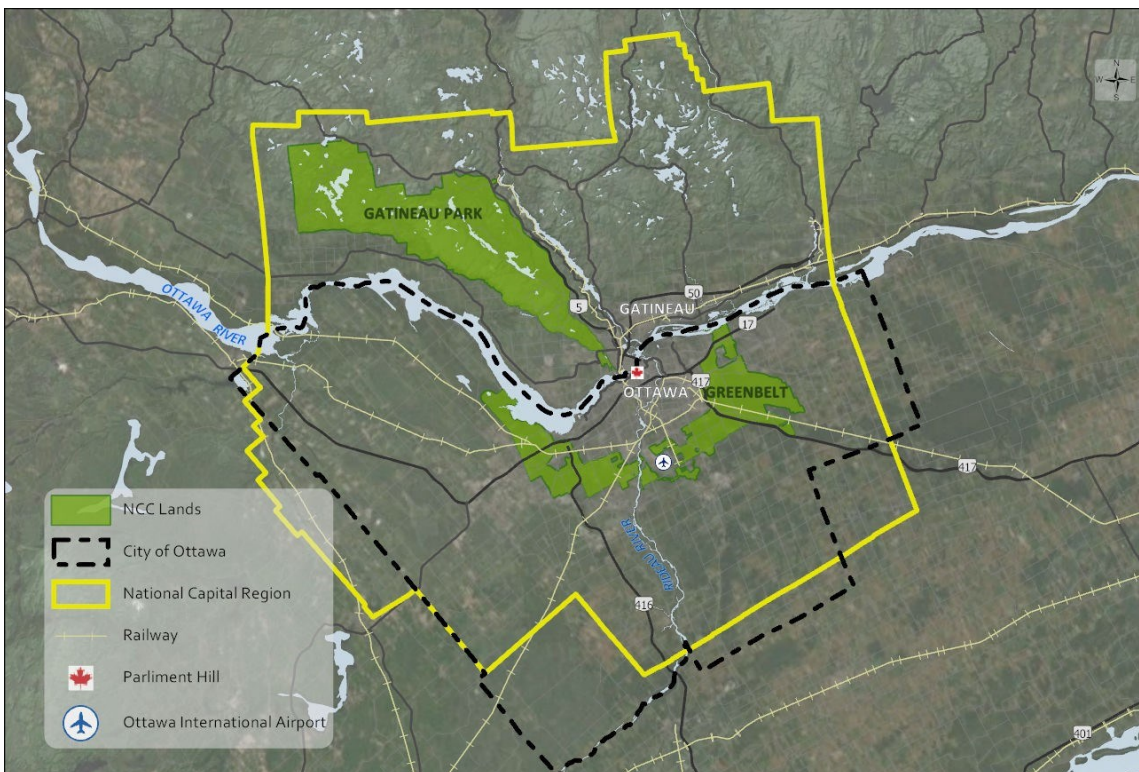 N
W E
S
GATINEAU PARK
OTTAWA RIVER
5
GATINEAU
50
17
OTTAWA
417
GREENBELT
417
RIDEAU RIVER
416
401
NCC Lands
City of Ottawa
National Capital Region
Railway
Parliment Hill
Ottawa International Airport